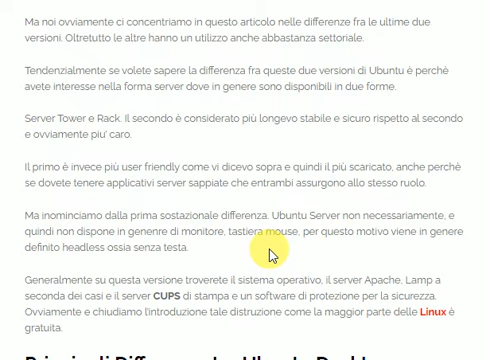 Ma noi ovviamente ci concentriamo in questo articolo nelle differenze fra le ultime due
versioni. Oltretutto le altre hanno un utilizzo anche abbastanza settoriale.
Tendenzialmente se volete sapere la differenza fra queste due versioni di Ubuntu è perchè
avete interesse nella forma server dove in genere sono disponibili in due forme.
Server Tower e Rack. Il secondo è considerato più longevo stabile e sicuro rispetto al secondo
e ovviamente piu' caro.
Il primo è invece più user friendly come vi dicevo sopra e quindi il più scaricato, anche perchè
se dovete tenere applicativi server sappiate che entrambi assurgono allo stesso ruolo.
Ma inominciamo dalla prima sostazionale differenza. Ubuntu Server non necessariamente, e
quindi non dispone in genenre di monitore, tastiera mouse, per questo motivo viene in genere
definito headless ossia senza testa.
Generalmente su questa versione troverete il sistema operativo, il server Apache, Lamp a
seconda dei casi e il server CUPS di stampa e un software di protezione per la sicurezza.
Ovviamente e chiudiamo l'introduzione tale distruzione come la maggior parte delle Linux è
gratuita.